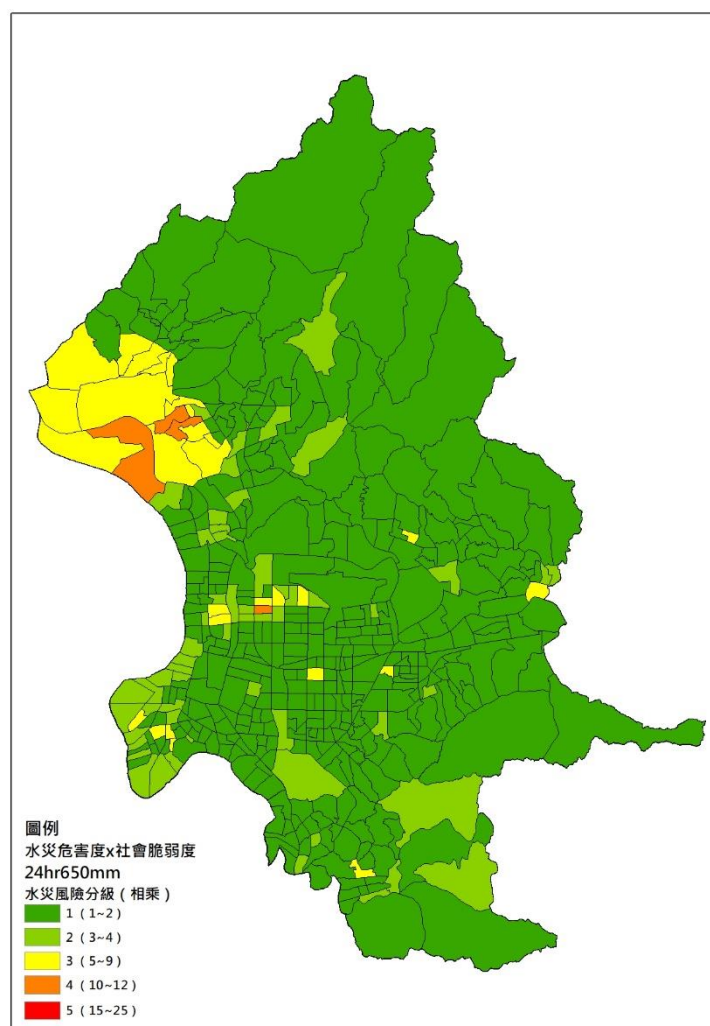 圖例
水災危害度x社會脆弱度
24hr650mm
水災風險分級（相乘）
1（1~2）
2（3~4）
3（5~9）
4（10~12）
5（15~25）